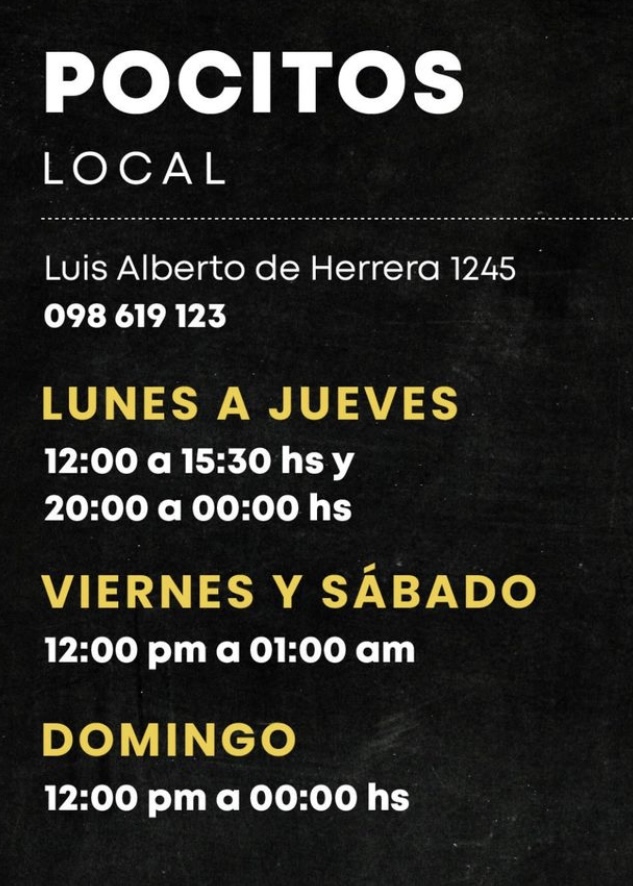 POCITOS
LOCAL
Luis Alberto de Herrera 1245
098 619 123
LUNES A JUEVES
12:00 a 15:30 hs y
20:00 a 00:00 hs
VIERNES Y SÁBADO
12:00 pm a 01:00 am
DOMINGO
12:00 pm a 00:00 hs